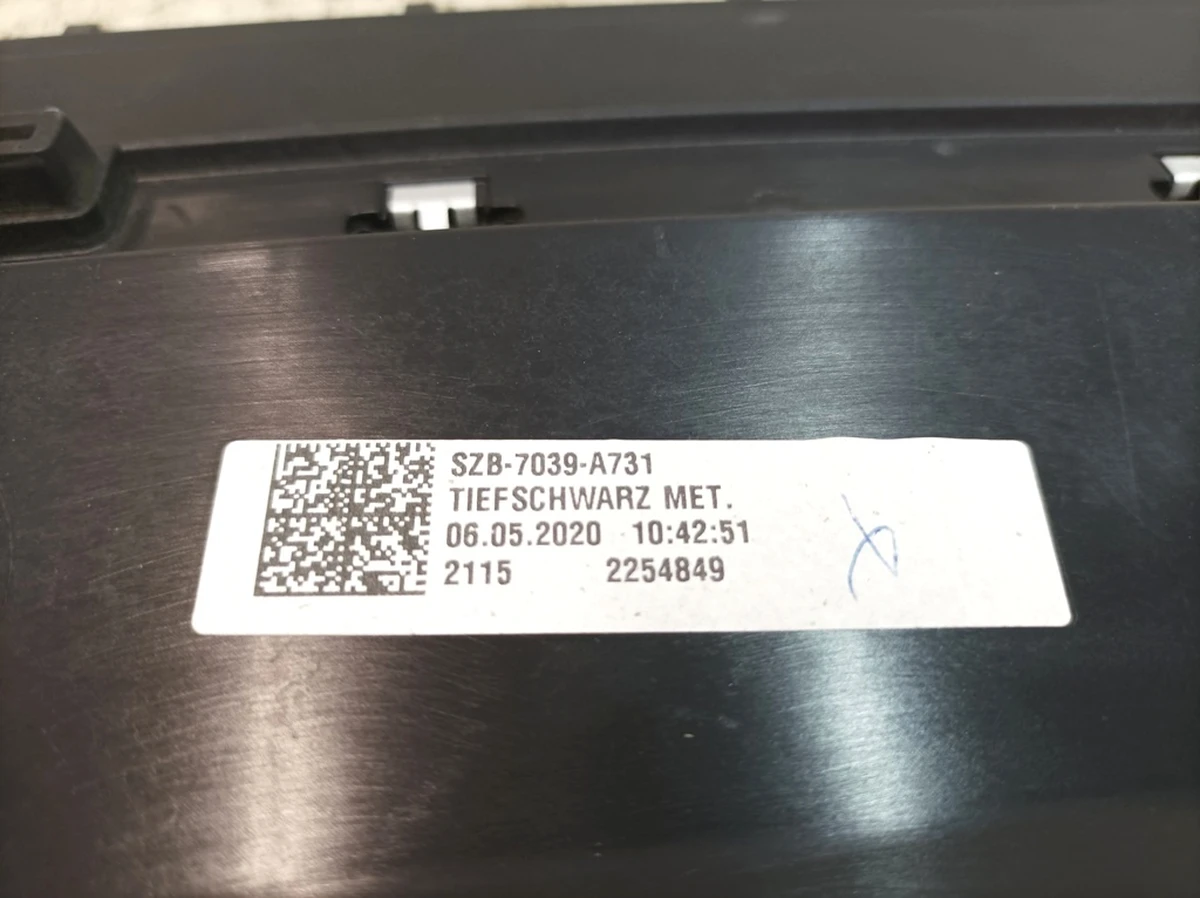 SZB-7039-A731
TIEFSCHWARZ MET.
06.05.2020 10:42:51
2115 2254849